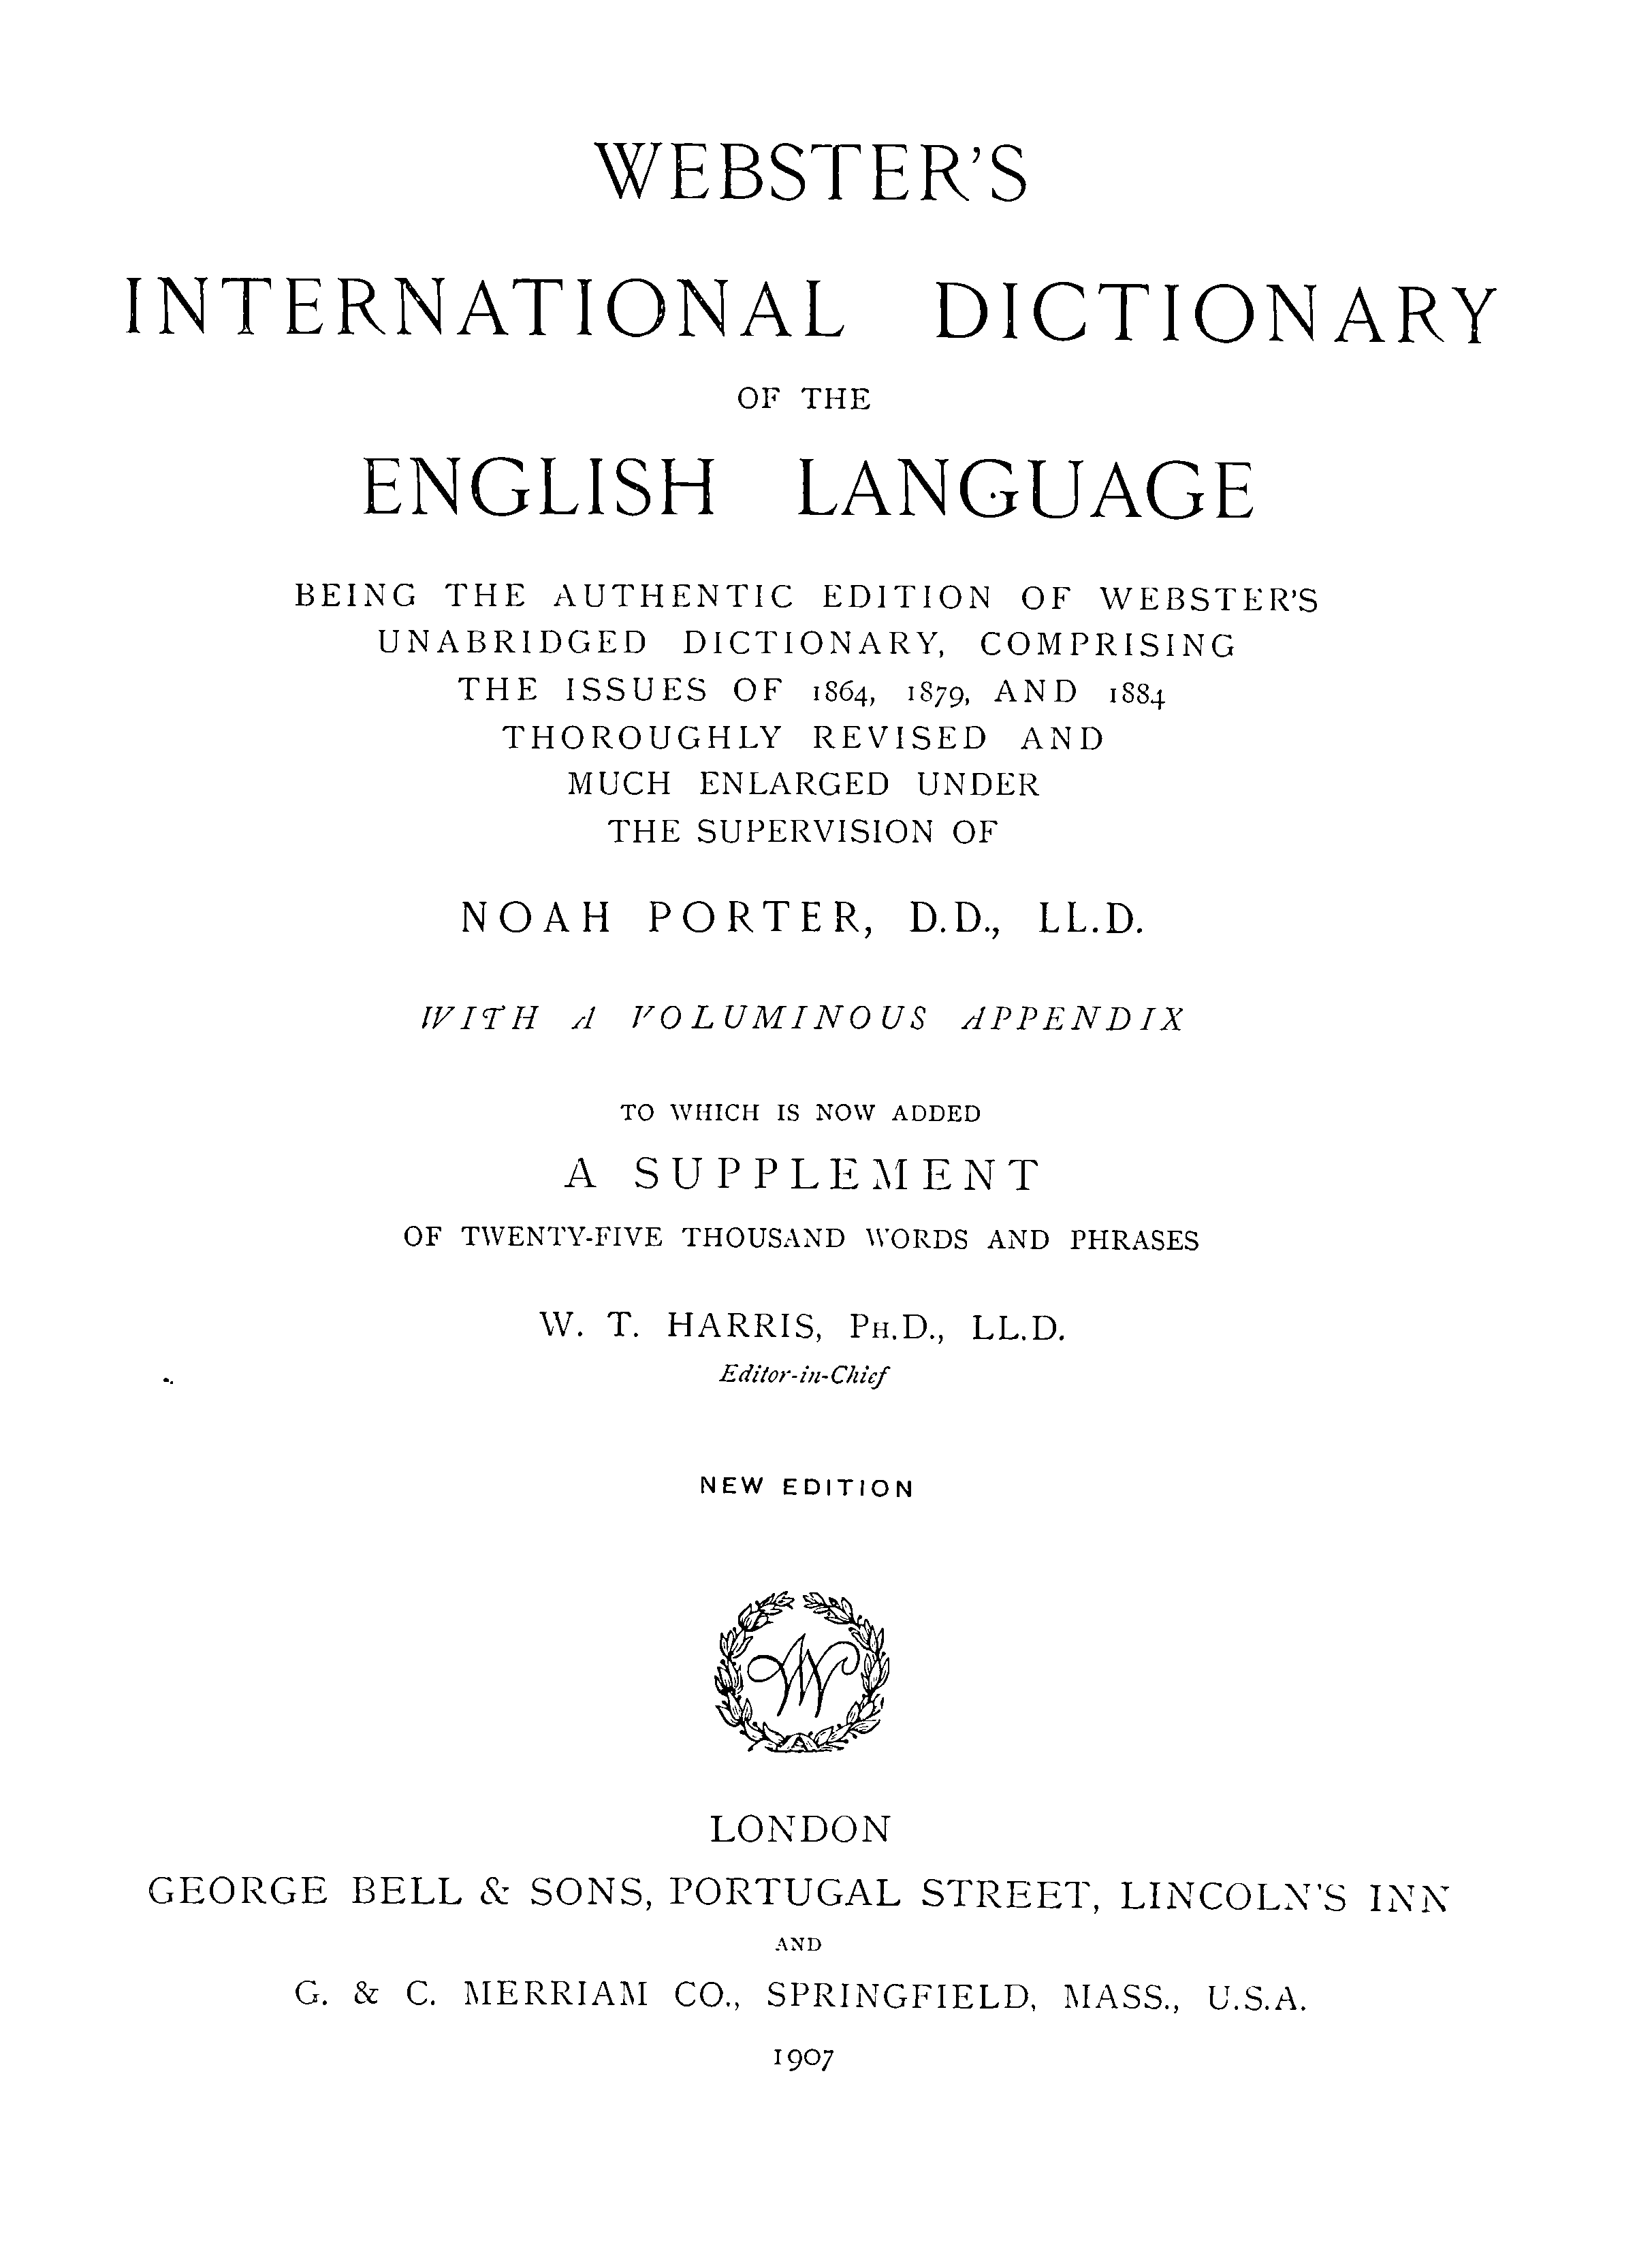 WEBSTER'S
INTERNATIONAL DICTIONARY
OF THE
ENGLISH LANGUAGE
BEING THE AUTHENTIC EDITION OF WEBSTER'S
UNABRIDGED DICTIONARY, COMPRISING
THE ISSUES OF 1864, 1879, AND 1884
THOROUGHLY REVISED AND
MUCH ENLARGED UNDER
THE SUPERVISION OF
NOAH PORTER, D.D., LL.D.
WITH A VOLUMINOUS APPENDIX
TO WHICH IS NOW ADDED
A SUPPLEMENT
OF TWENTY-FIVE THOUSAND WORDS AND PHRASES
W. T. HARRIS, PH.D., LL.D.
Editor-in-Chief
NEW EDITION
W
LONDON
GEORGE BELL & SONS, PORTUGAL STREET, LINCOLN'S INN
AND
G. & C. MERRIAM CO., SPRINGFIELD, MASS., U.S.A.
1907